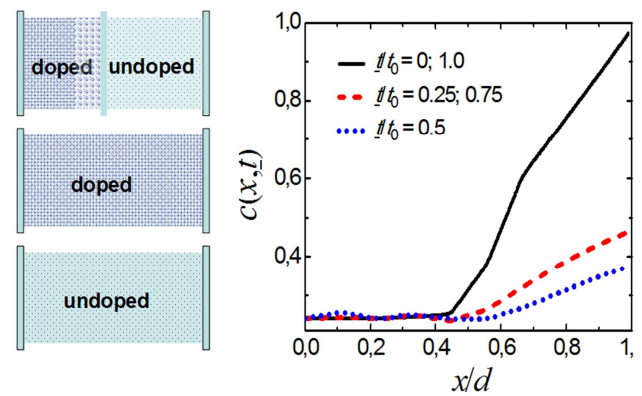 doped undoped
doped
undoped
1,0
0,8
0,6
0,4
c(x,t)
t/t0 = 0; 1.0
t/t0 = 0.25; 0.75
t/t0 = 0.5
0,0 0,2 0,4 0,6 0,8 1,
x/d